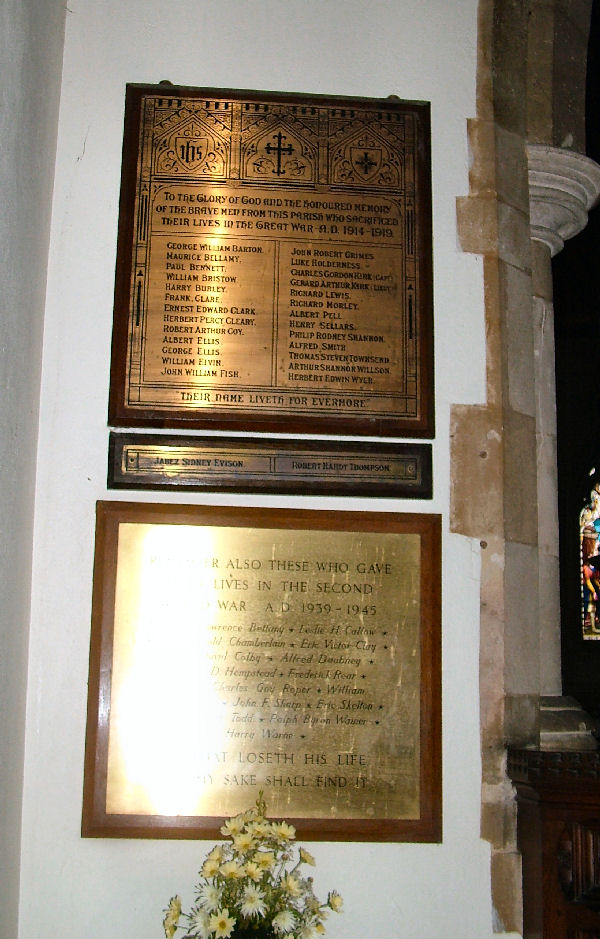 IHS
TO THE GLORY OF GOD AND THE HONOURED MEMORY
OF THE BRAVE MEN FROM THIS PARISH WHO SACRIFICED
THEIR LIVES IN THE GREAT WAR · A.D. 1914-1919.
GEORGE WILLIAM BARTON.
MAURICE BELLAMY.
PAUL BENNETT.
WILLIAM BRISTOW.
HARRY BURLEY.
FRANK CLARE.
ERNEST EDWARD CLARK.
HERBERT PERCY CLEARY.
ROBERT ARTHUR COY.
ALBERT ELLIS.
GEORGE ELLIS.
WILLIAM ELVIN.
JOHN WILLIAM FISH.
JOHN ROBERT GRIMES.
LUKE HOLDERNESS.
CHARLES GORDON KIRK (CAPT)
GERARD ARTHUR KIRK (LIEUT)
RICHARD LEWIS.
RICHARD MORLEY.
ALBERT PELL.
HENRY SELLARS.
PHILIP RODNEY SHANNON.
ALFRED SMITH.
THOMAS STEVEN TOWNSEND.
ARTHUR SHANNON WILLSON.
HERBERT EDWIN WYER.
"THEIR NAME LIVETH FOR EVERMORE"
JABEZ SIDNEY EVISON. ROBERT HARDY THOMPSON.
ALSO THESE WHO GAVE
LIVES IN THE SECOND
WAR A.D. 1939-1945
Bellamy ★ Leslie H. Callow ★
Chamberlain ★ Eric Victor Clay ★
Colby ★ Alfred Daubney ★
D. Hempstead ★ Frederick Rear ★
Charles Guy Roper ★ William
★ John F. Sharp ★ Eric Skelton ★
Todd ★ Ralph Byron Warner ★
Harry Warne ★
LOSETH HIS LIFE
MY SAKE SHALL FIND IT